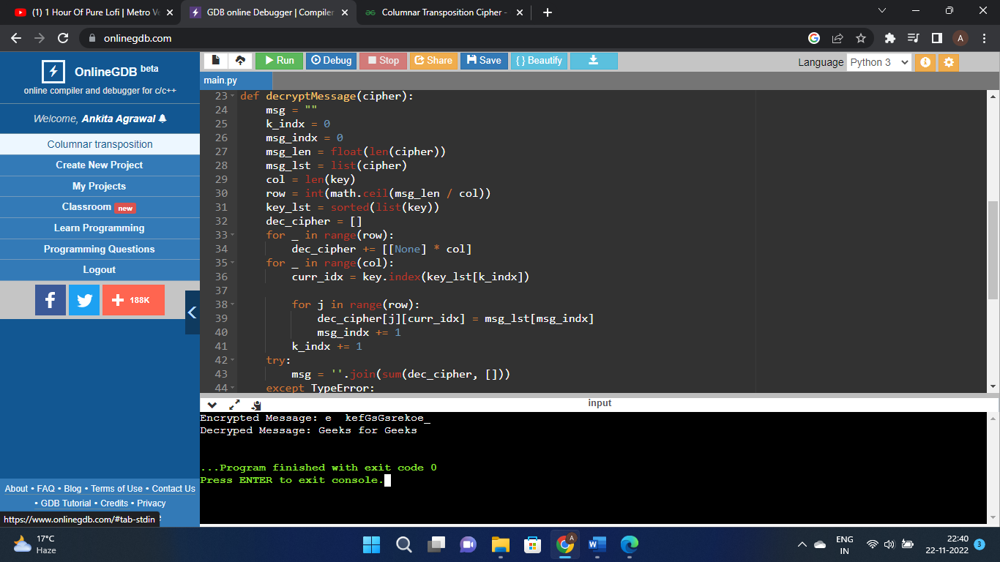 (1) 1 Hour Of Pure Lofi | Metro Ve
GDB online Debugger | Compiler
Columnar Transposition Cipher -
onlinegdb.com
A
OnlineGDB beta
online compiler and debugger for c/c++
Welcome, Ankita Agrawal
Columnar transposition
Create New Project
My Projects
Classroom new
Learn Programming
Programming Questions
Logout
f
+ 188K
About • FAQ • Blog • Terms of Use • Contact Us
• GDB Tutorial • Credits • Privacy
https://www.onlinegdb.com/#tab-stdin
Run Debug Stop Share Save { } Beautify
Language Python 3
main.py
23 def decryptMessage(cipher):
24 msg = ""
25 k_indx = 0
26 msg_indx = 0
27 msg_len = float(len(cipher))
28 msg_lst = list(cipher)
29 col = len(key)
30 row = int(math.ceil(msg_len / col))
31 key_lst = sorted(list(key))
32 dec_cipher = []
33 for _ in range(row):
34 dec_cipher += [[None] * col]
35 for _ in range(col):
36 curr_idx = key.index(key_lst[k_indx])
37
38 for j in range(row):
39 dec_cipher[j][curr_idx] = msg_lst[msg_indx]
40 msg_indx += 1
41 k_indx += 1
42 try:
43 msg = ''.join(sum(dec_cipher, []))
44 except TypeError:
input
Encrypted Message: e  kefGsGsrekoe_
Decryped Message: Geeks for Geeks
...Program finished with exit code 0
Press ENTER to exit console.
17°C
Haze
A
W
ENG
IN
22:40
22-11-2022
3